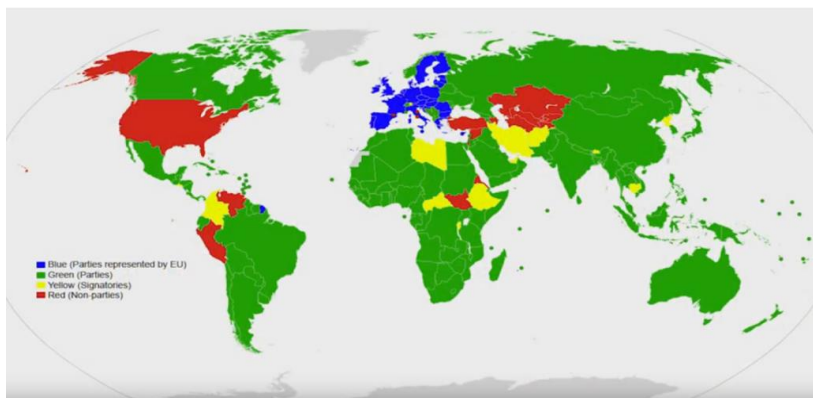 Blue (Parties represented by EU)
Green (Parties)
Yellow (Signatories)
Red (Non-parties)